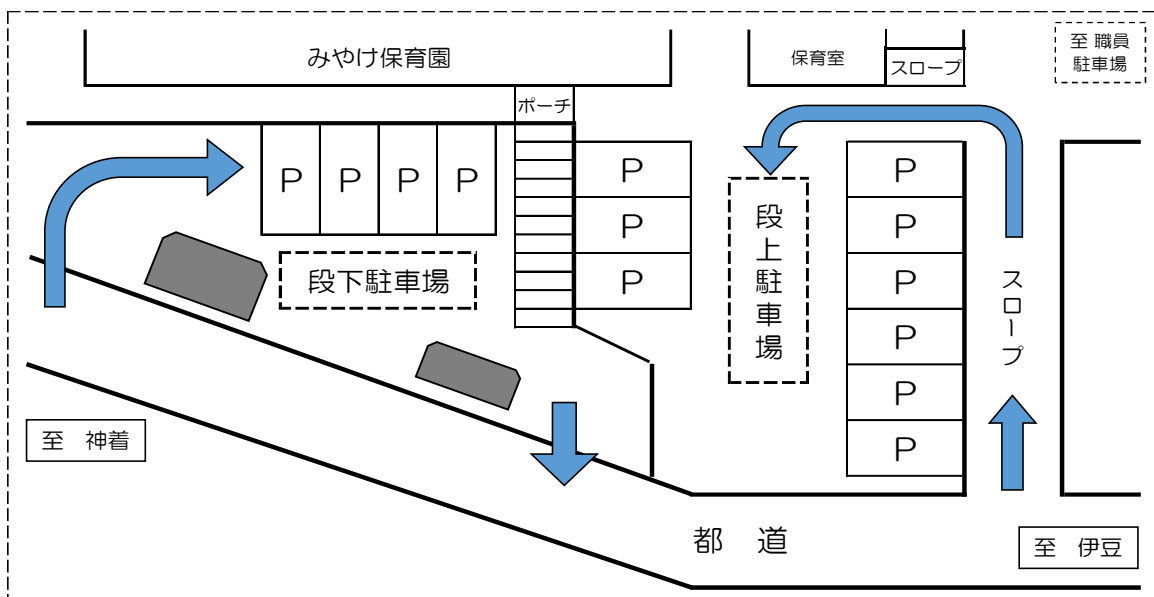 みやけ保育園
保育室
スロープ
至 職員
駐車場
ポーチ
P P P P
P
P
P
P
P
P
P
P
P
段下駐車場
段上駐車場
スロープ
至 神着
都 道
至 伊豆